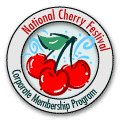 National Cherry Festival
Corporate Membership Program